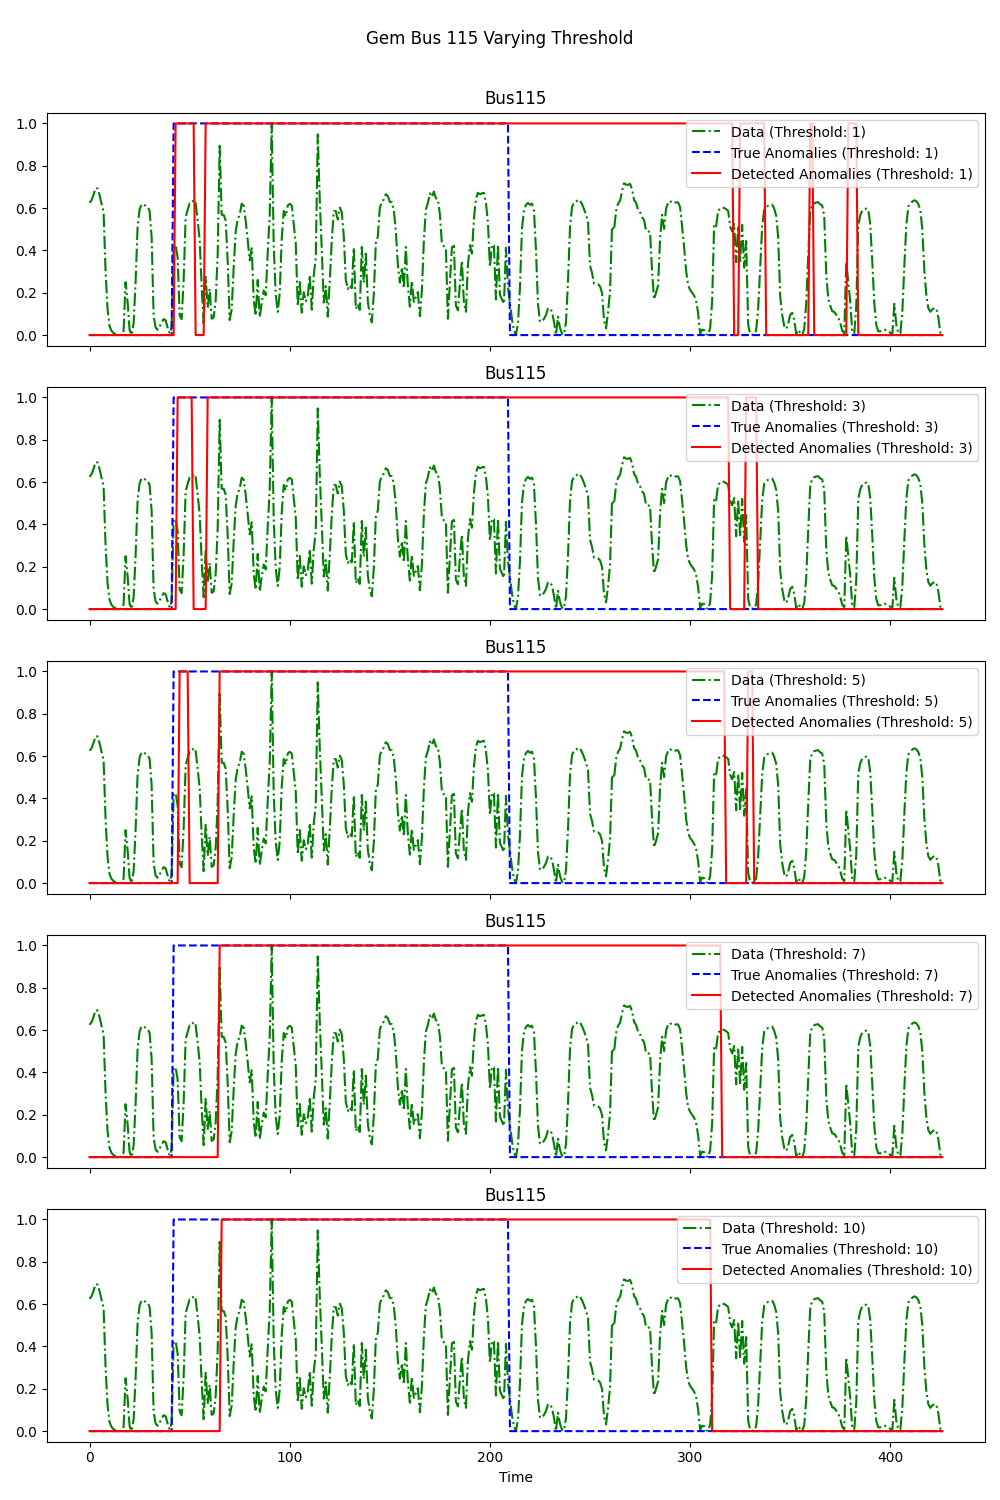 Gem Bus 115 Varying Threshold
Bus115
1.0
0.8
0.6
0.4
0.2
0.0
Data (Threshold: 1)
True Anomalies (Threshold: 1)
Detected Anomalies (Threshold: 1)
Bus115
1.0
0.8
0.6
0.4
0.2
0.0
Data (Threshold: 3)
True Anomalies (Threshold: 3)
Detected Anomalies (Threshold: 3)
Bus115
1.0
0.8
0.6
0.4
0.2
0.0
Data (Threshold: 5)
True Anomalies (Threshold: 5)
Detected Anomalies (Threshold: 5)
Bus115
1.0
0.8
0.6
0.4
0.2
0.0
Data (Threshold: 7)
True Anomalies (Threshold: 7)
Detected Anomalies (Threshold: 7)
Bus115
1.0
0.8
0.6
0.4
0.2
0.0
Data (Threshold: 10)
True Anomalies (Threshold: 10)
Detected Anomalies (Threshold: 10)
0 100 200 300 400
Time